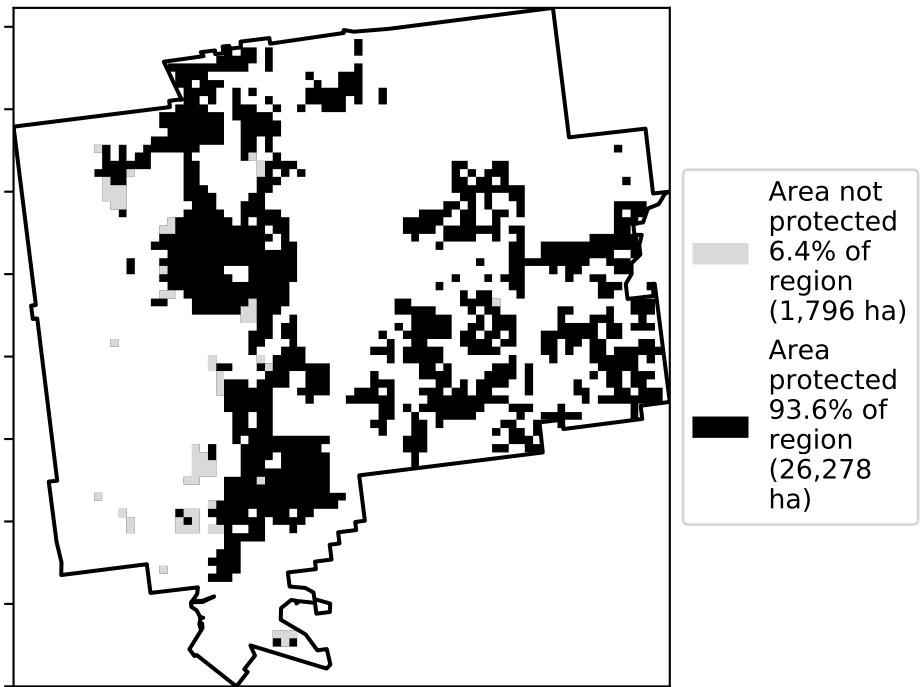 Area not
protected
6.4% of
region
(1,796 ha)
Area
protected
93.6% of
region
(26,278
ha)